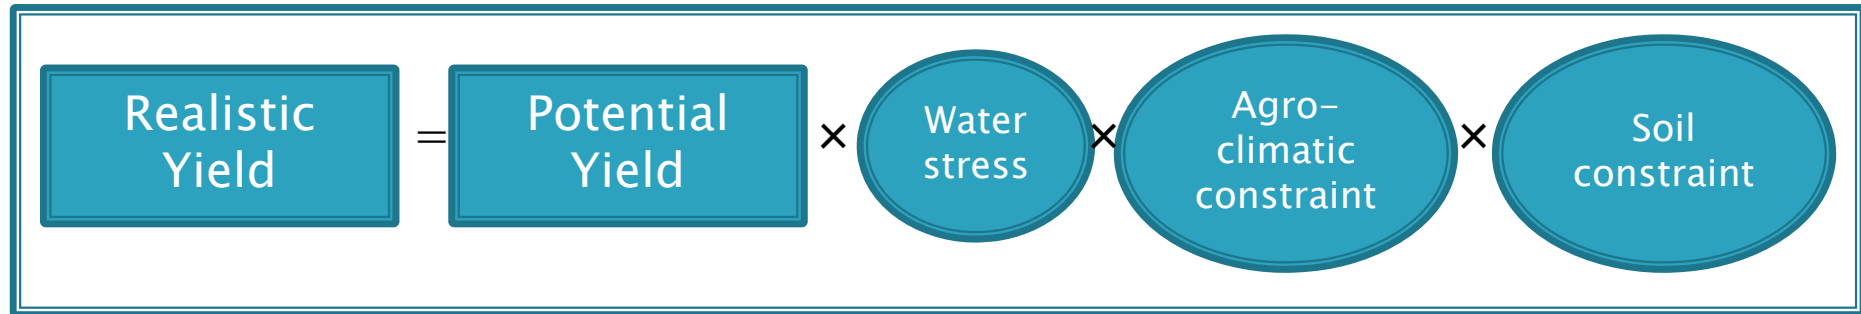 Realistic
Yield
=
Potential
Yield
×
Water
stress
×
Agro-
climatic
constraint
×
Soil
constraint